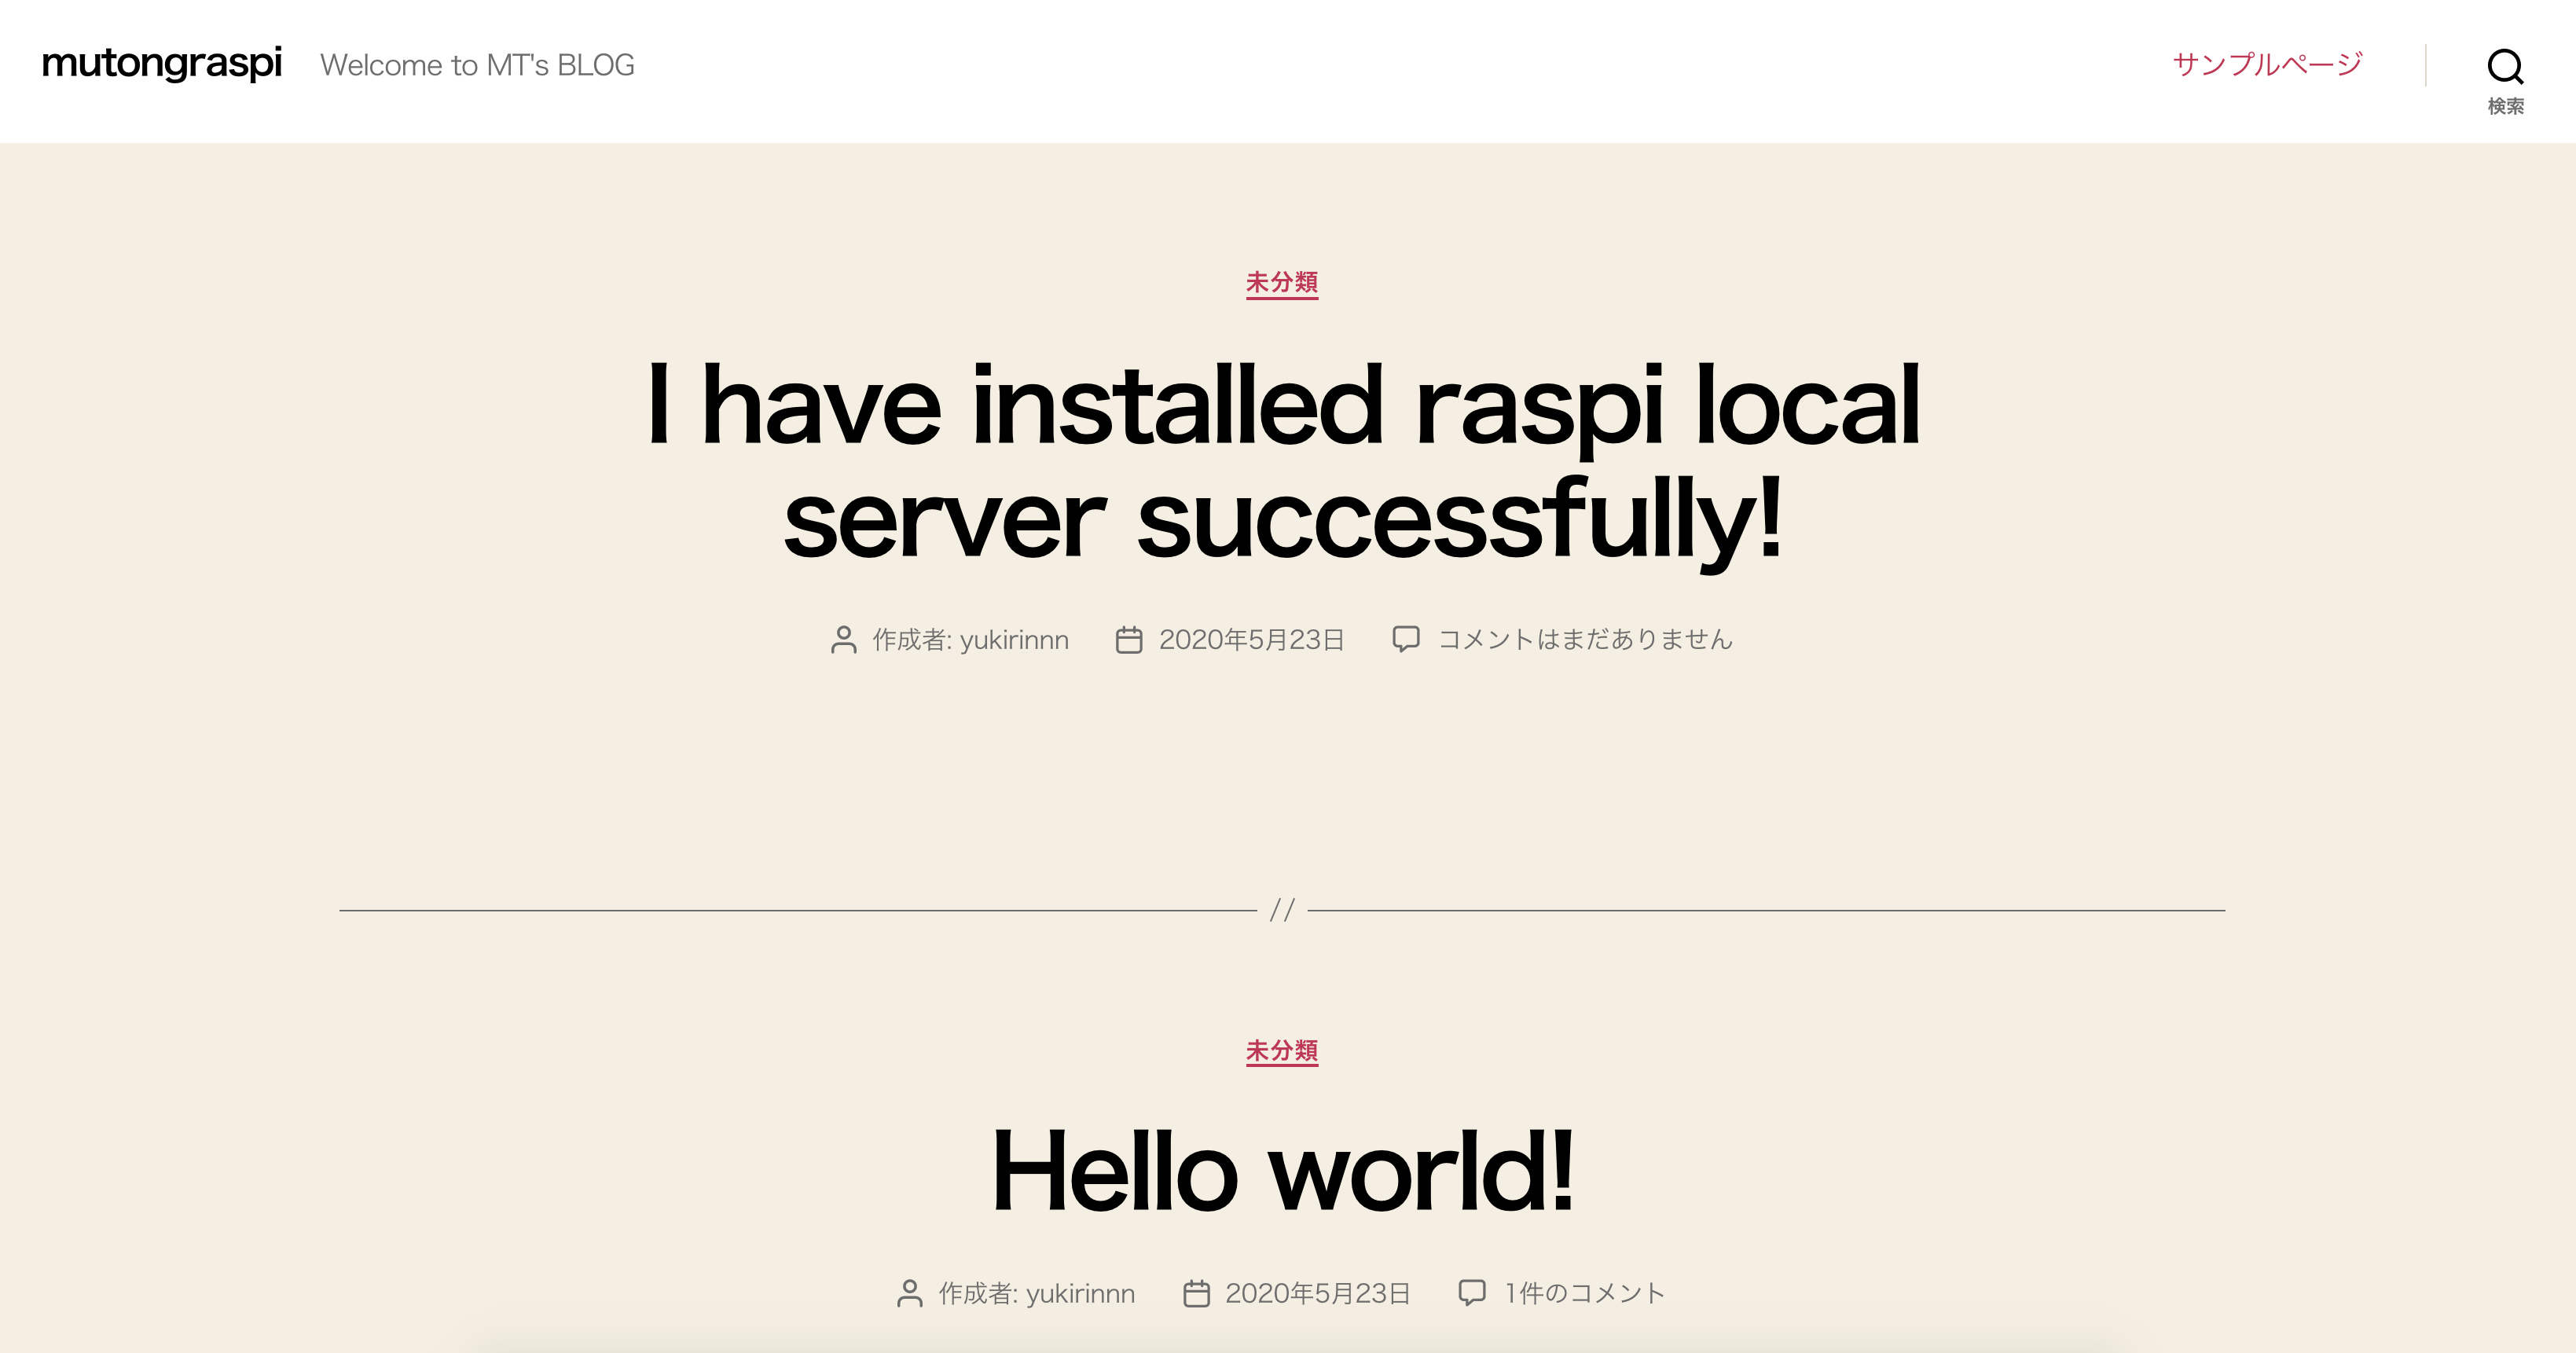 mutongraspi Welcome to MT's BLOG サンプルページ
検索
未分類
I have installed raspi local
server successfully!
作成者: yukirinnn 2020年5月23日 コメントはまだありません
//
未分類
Hello world!
作成者: yukirinnn 2020年5月23日 1件のコメント